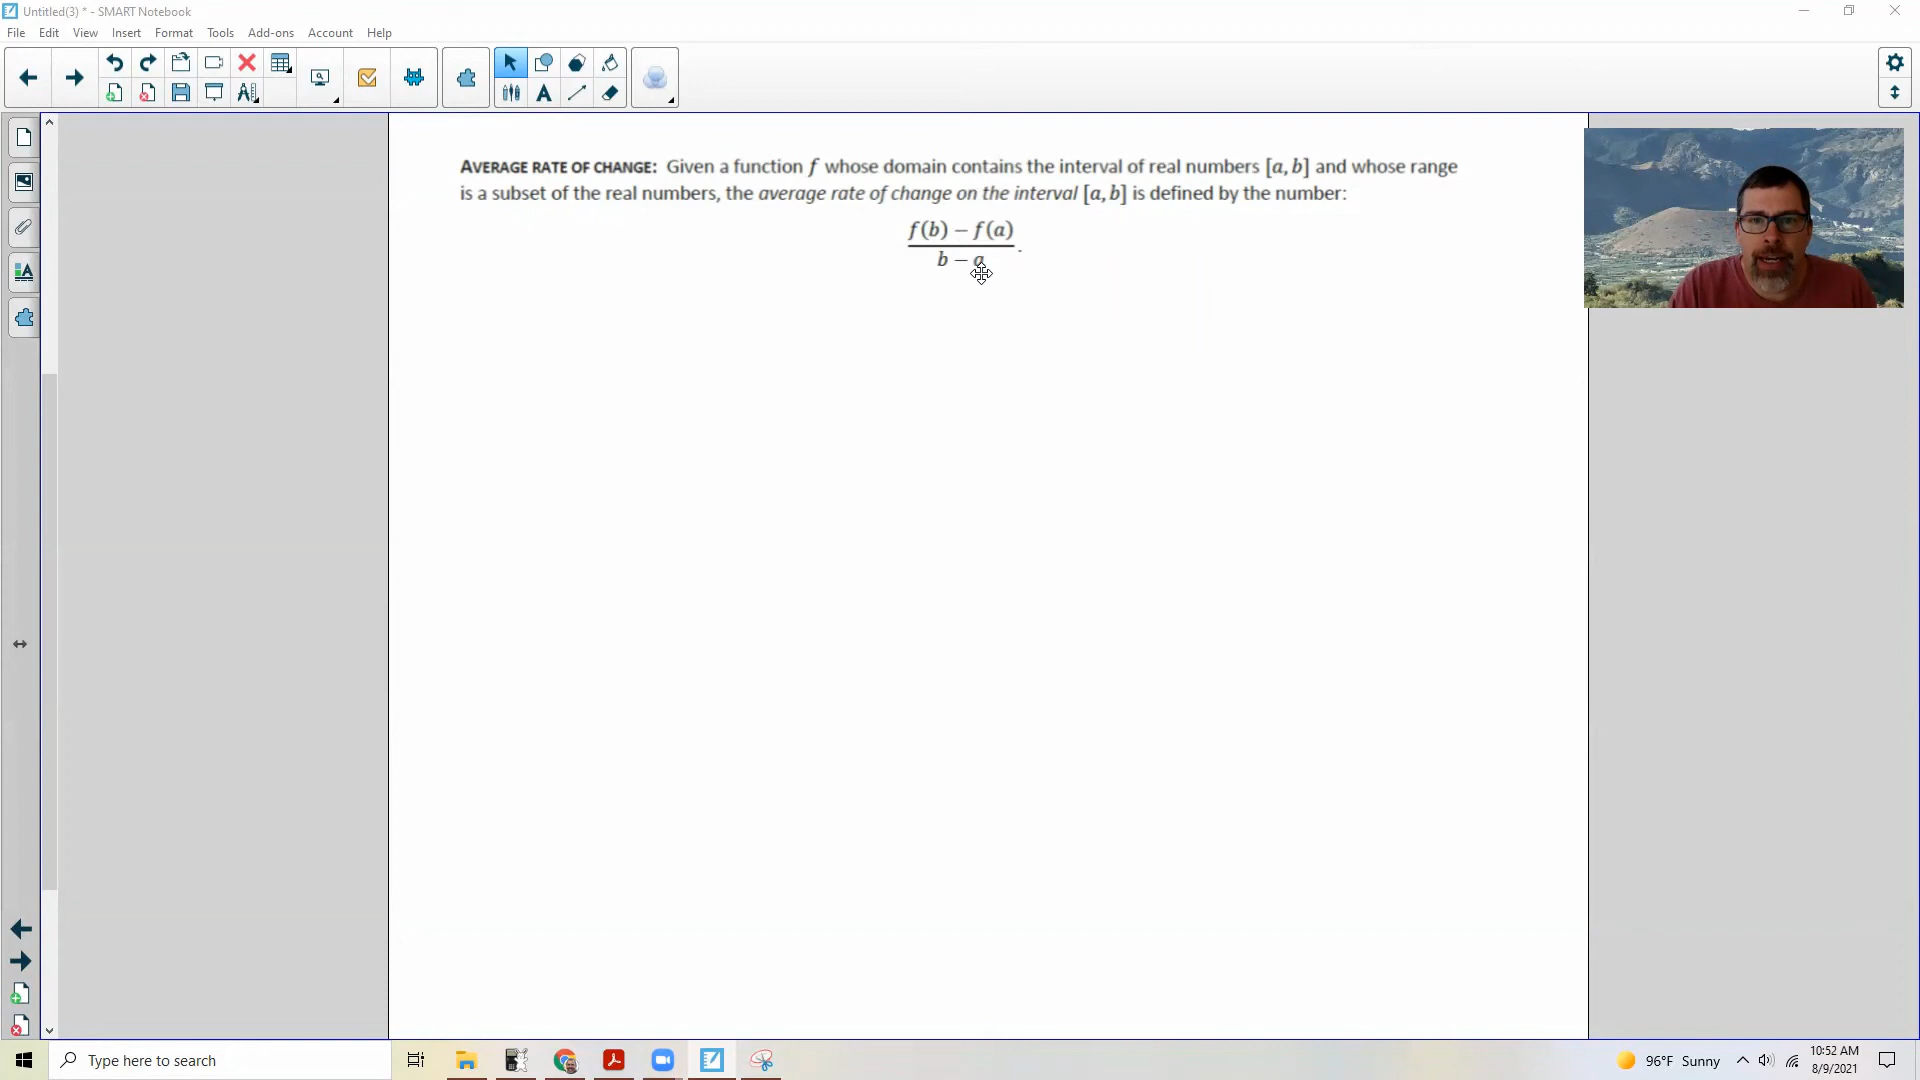 Untitled(3) * - SMART Notebook
File Edit View Insert Format Tools Add-ons Account Help
AVERAGE RATE OF CHANGE: Given a function f whose domain contains the interval of real numbers [a, b] and whose range
is a subset of the real numbers, the average rate of change on the interval [a, b] is defined by the number:
f(b) − f(a)
b − a
.
Type here to search
96°F Sunny
10:52 AM
8/9/2021